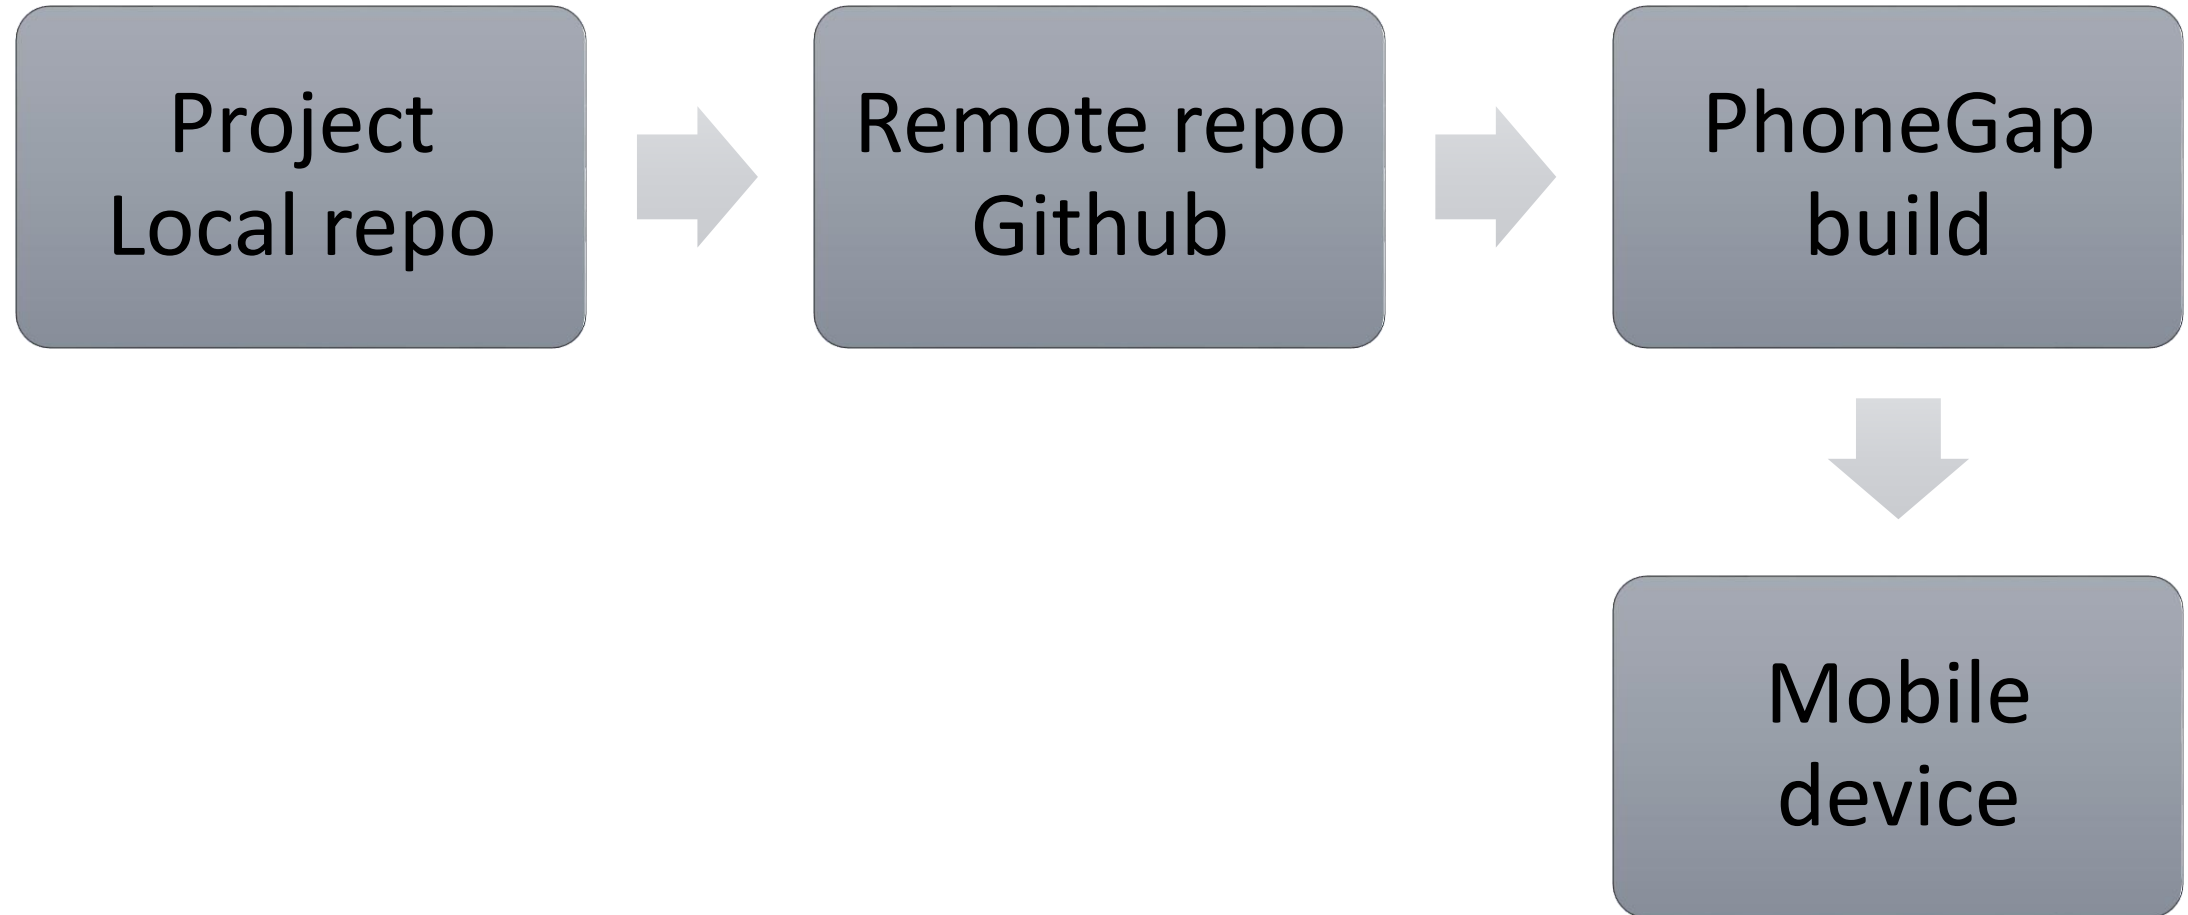 Project
Local repo
Remote repo
Github
PhoneGap
build
Mobile
device